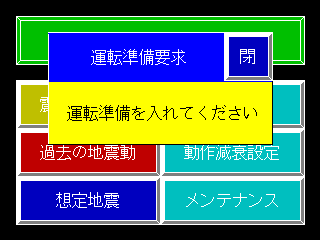 運転準備要求 閉
運転準備を入れてください
過去の地震動 動作減衰設定
想定地震 メンテナンス